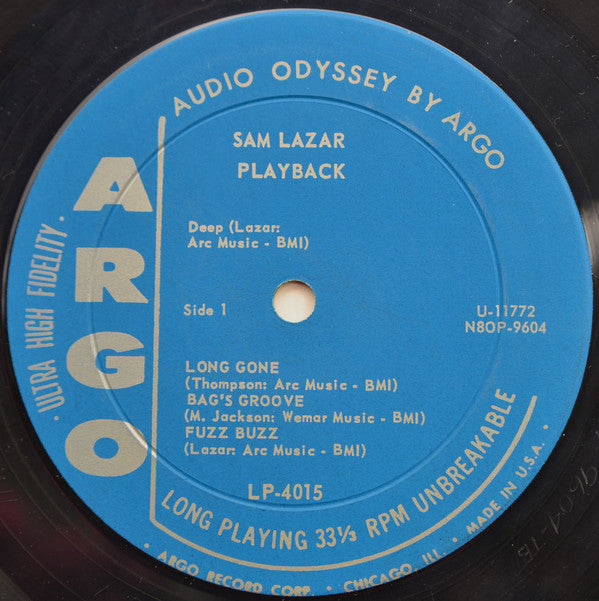 AUDIO ODYSSEY BY ARGO
SAM LAZAR
PLAYBACK
ARGO
· ULTRA HIGH FIDELITY ·
Deep (Lazar:
Arc Music - BMI)
Side 1
U-11772
N8OP-9604
LONG GONE
(Thompson: Arc Music - BMI)
BAG'S GROOVE
(M. Jackson: Wemar Music - BMI)
FUZZ BUZZ
(Lazar: Arc Music - BMI)
LP-4015
LONG PLAYING 33⅓ RPM UNBREAKABLE
· ARGO RECORD CORP. · CHICAGO, ILL. · MADE IN U.S.A. ·